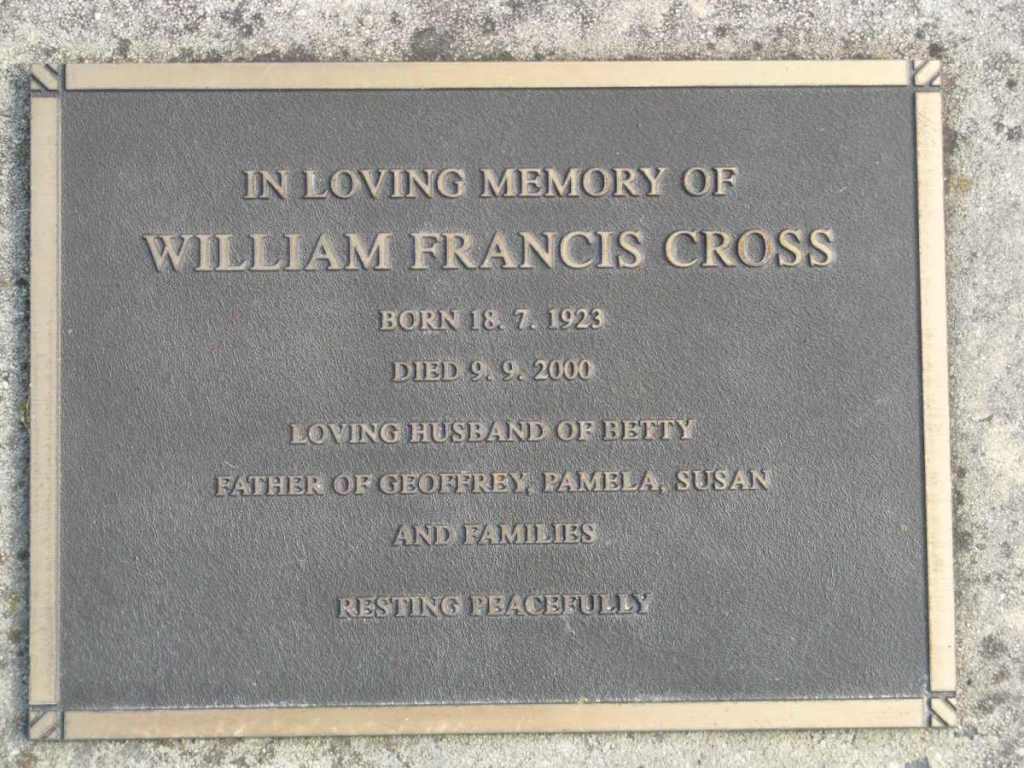 IN LOVING MEMORY OF
WILLIAM FRANCIS CROSS
BORN 18. 7. 1923
DIED 9. 9. 2000
LOVING HUSBAND OF BETTY
FATHER OF GEOFFREY, PAMELA, SUSAN
AND FAMILIES
RESTING PEACEFULLY